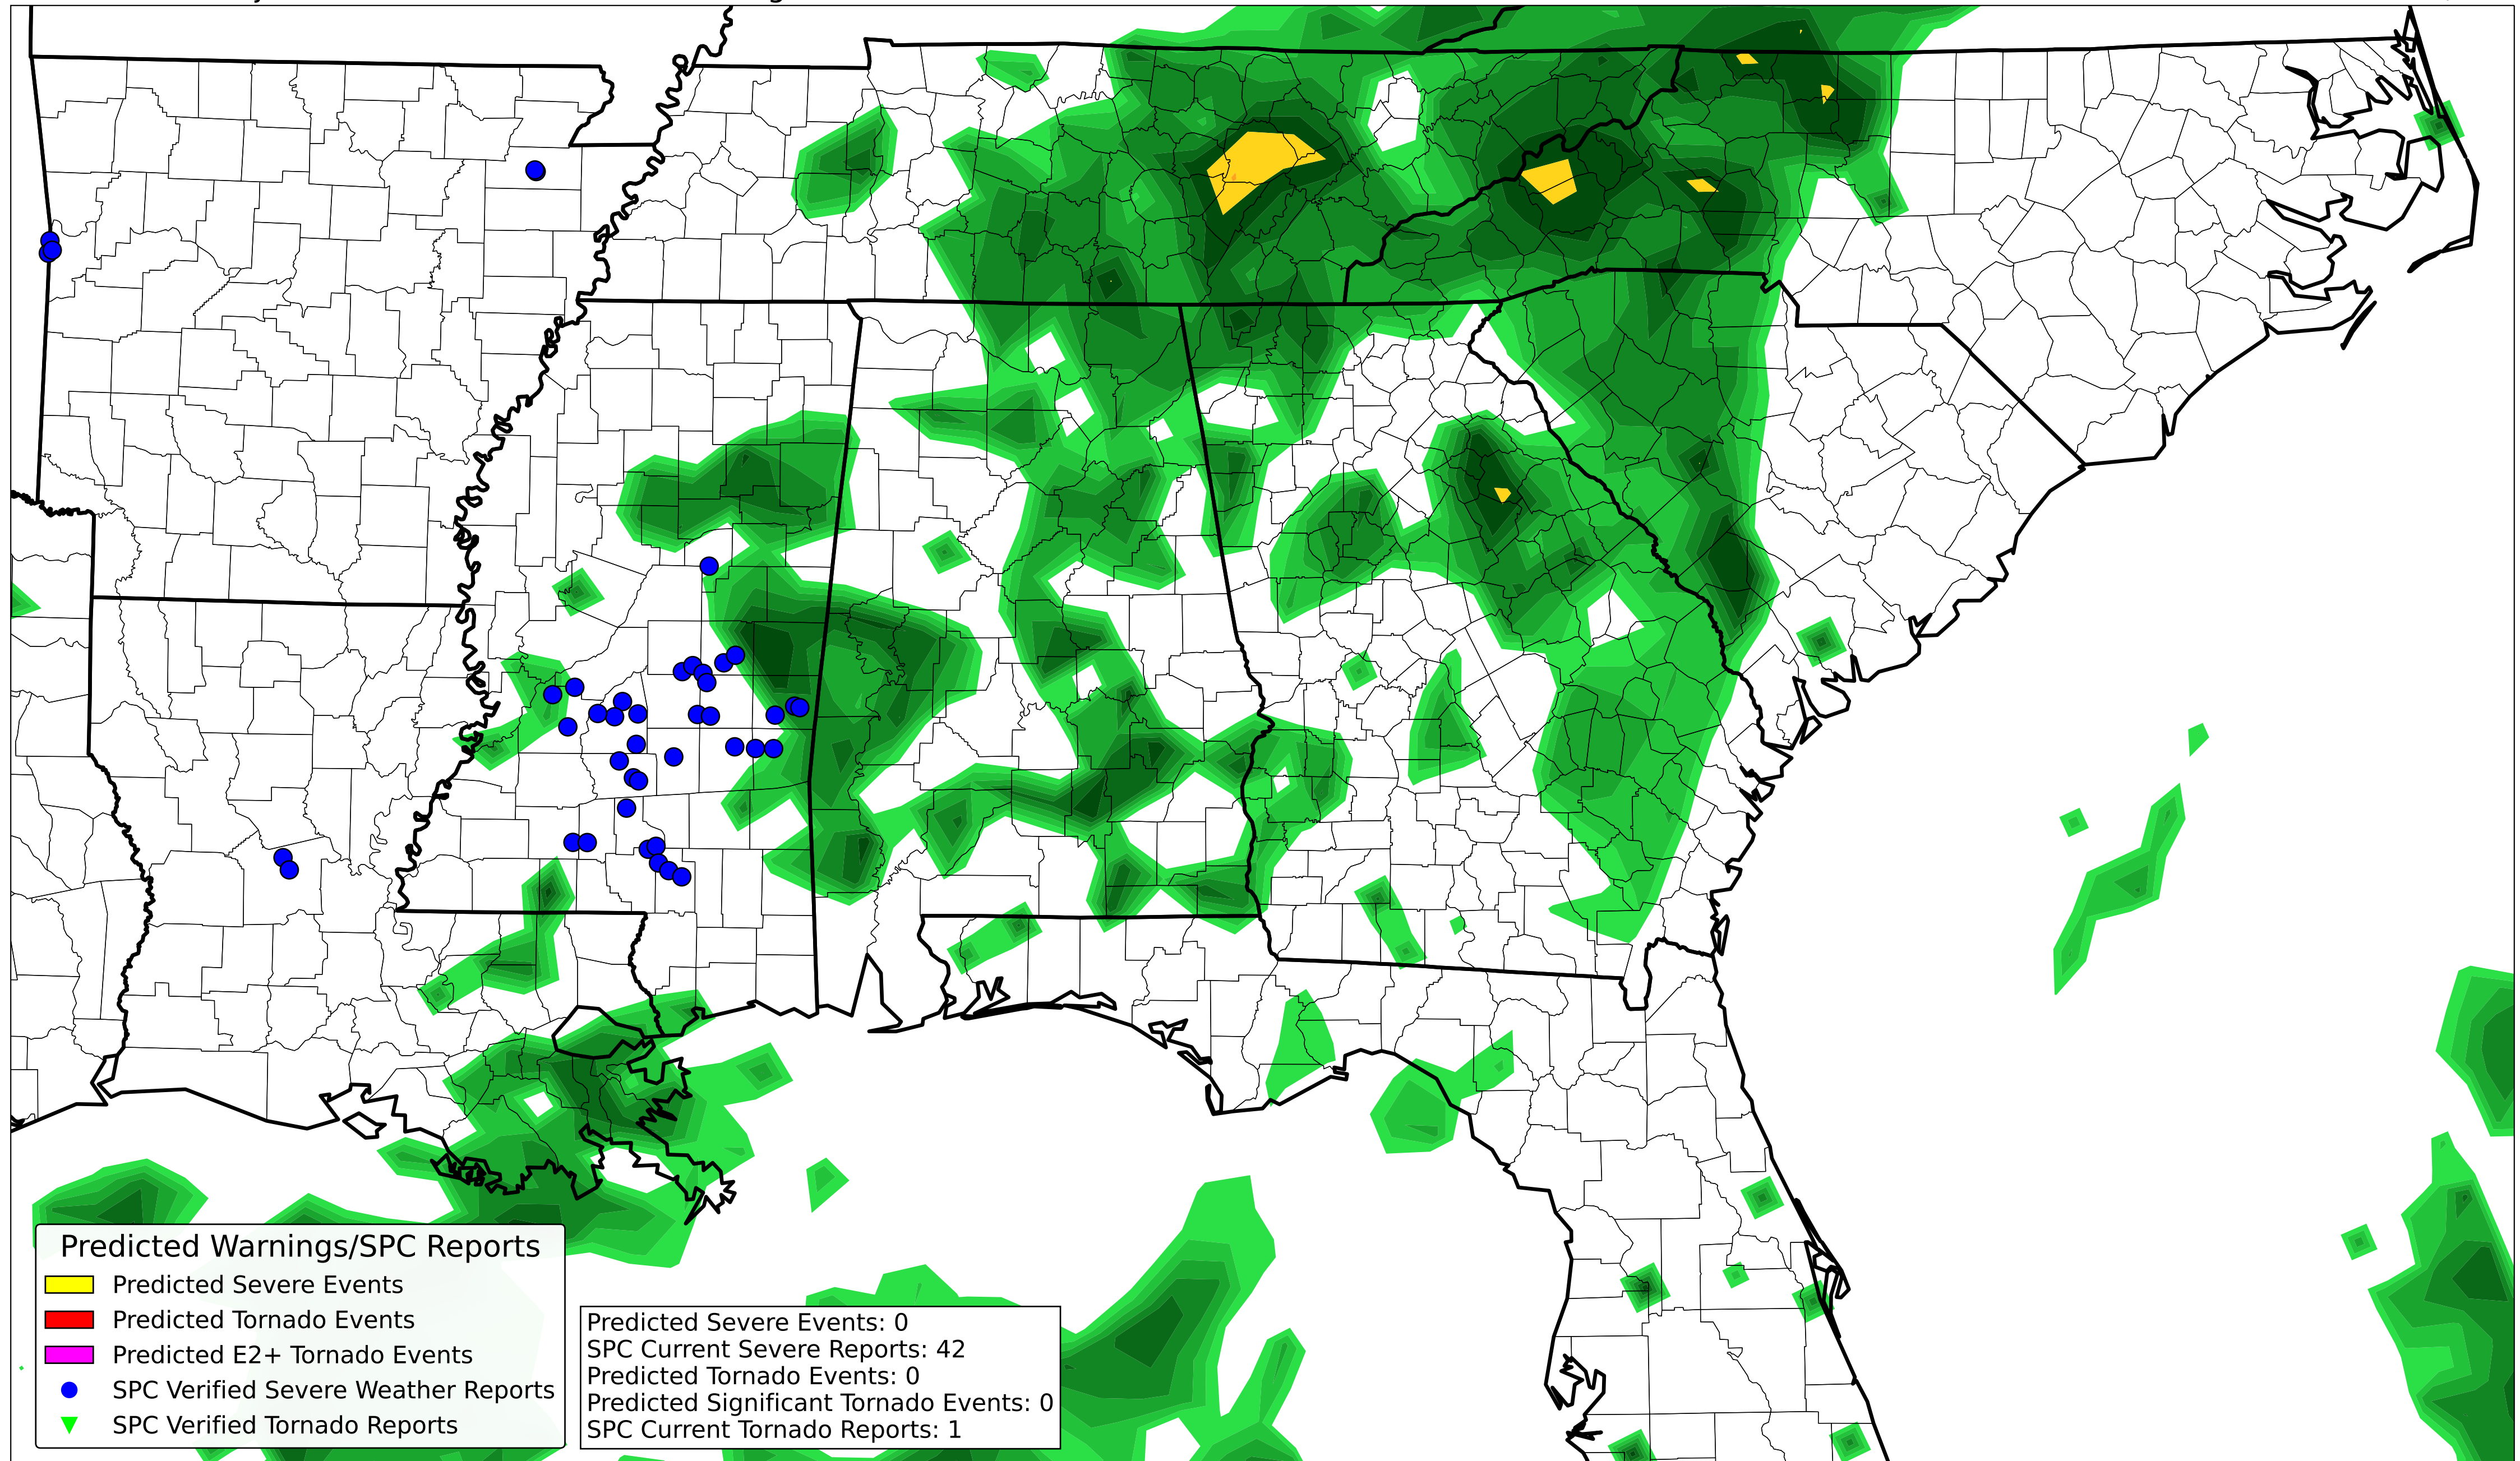 Predicted Warnings/SPC Reports
Predicted Severe Events
Predicted Tornado Events
Predicted E2+ Tornado Events
SPC Verified Severe Weather Reports
SPC Verified Tornado Reports
Predicted Severe Events: 0
SPC Current Severe Reports: 42
Predicted Tornado Events: 0
Predicted Significant Tornado Events: 0
SPC Current Tornado Reports: 1